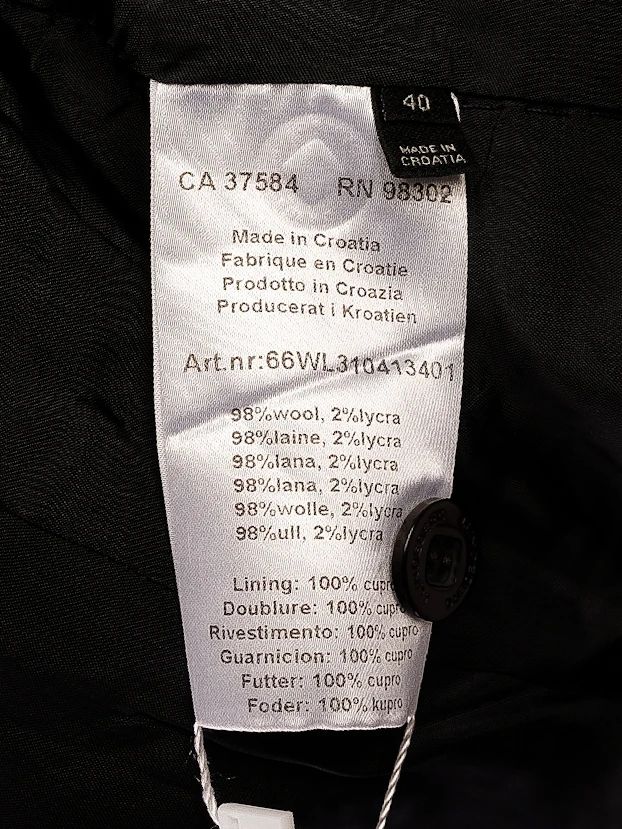 40
MADE IN
CROATIA
CA 37584 RN 98302
Made in Croatia
Fabrique en Croatie
Prodotto in Croazia
Producerat i Kroatien
Art.nr:66WL310413401
98%wool, 2%lycra
98%laine, 2%lycra
98%lana, 2%lycra
98%lana, 2%lycra
98%wolle, 2%lycra
98%ull, 2%lycra
Lining: 100% cupro
Doublure: 100% cupro
Rivestimento: 100% cupro
Guarnicion: 100% cupro
Futter: 100% cupro
Foder: 100% kupro